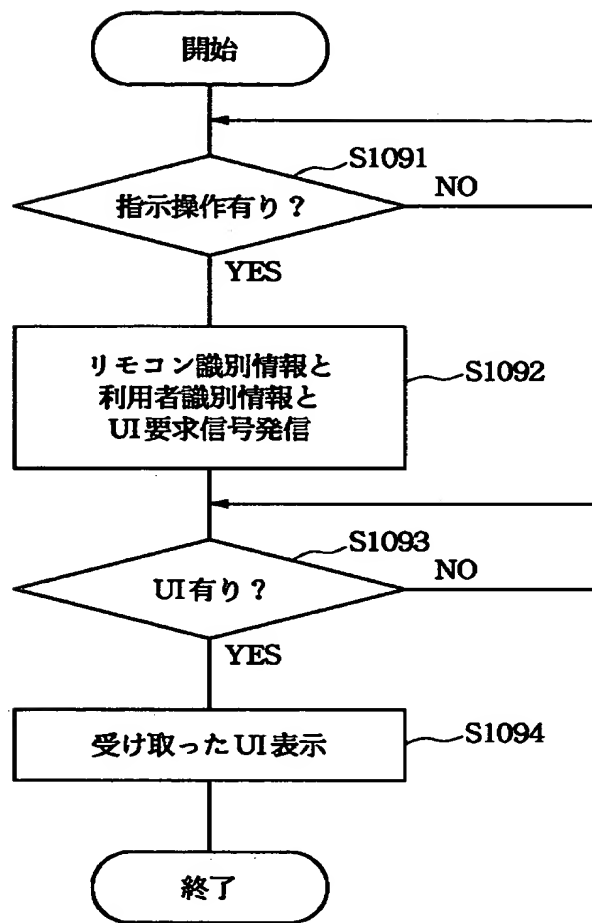 開始
S1091
指示操作有り？
NO
YES
リモコン識別情報と
利用者識別情報と
UI要求信号発信
S1092
S1093
UI有り？
NO
YES
受け取ったUI表示
S1094
終了